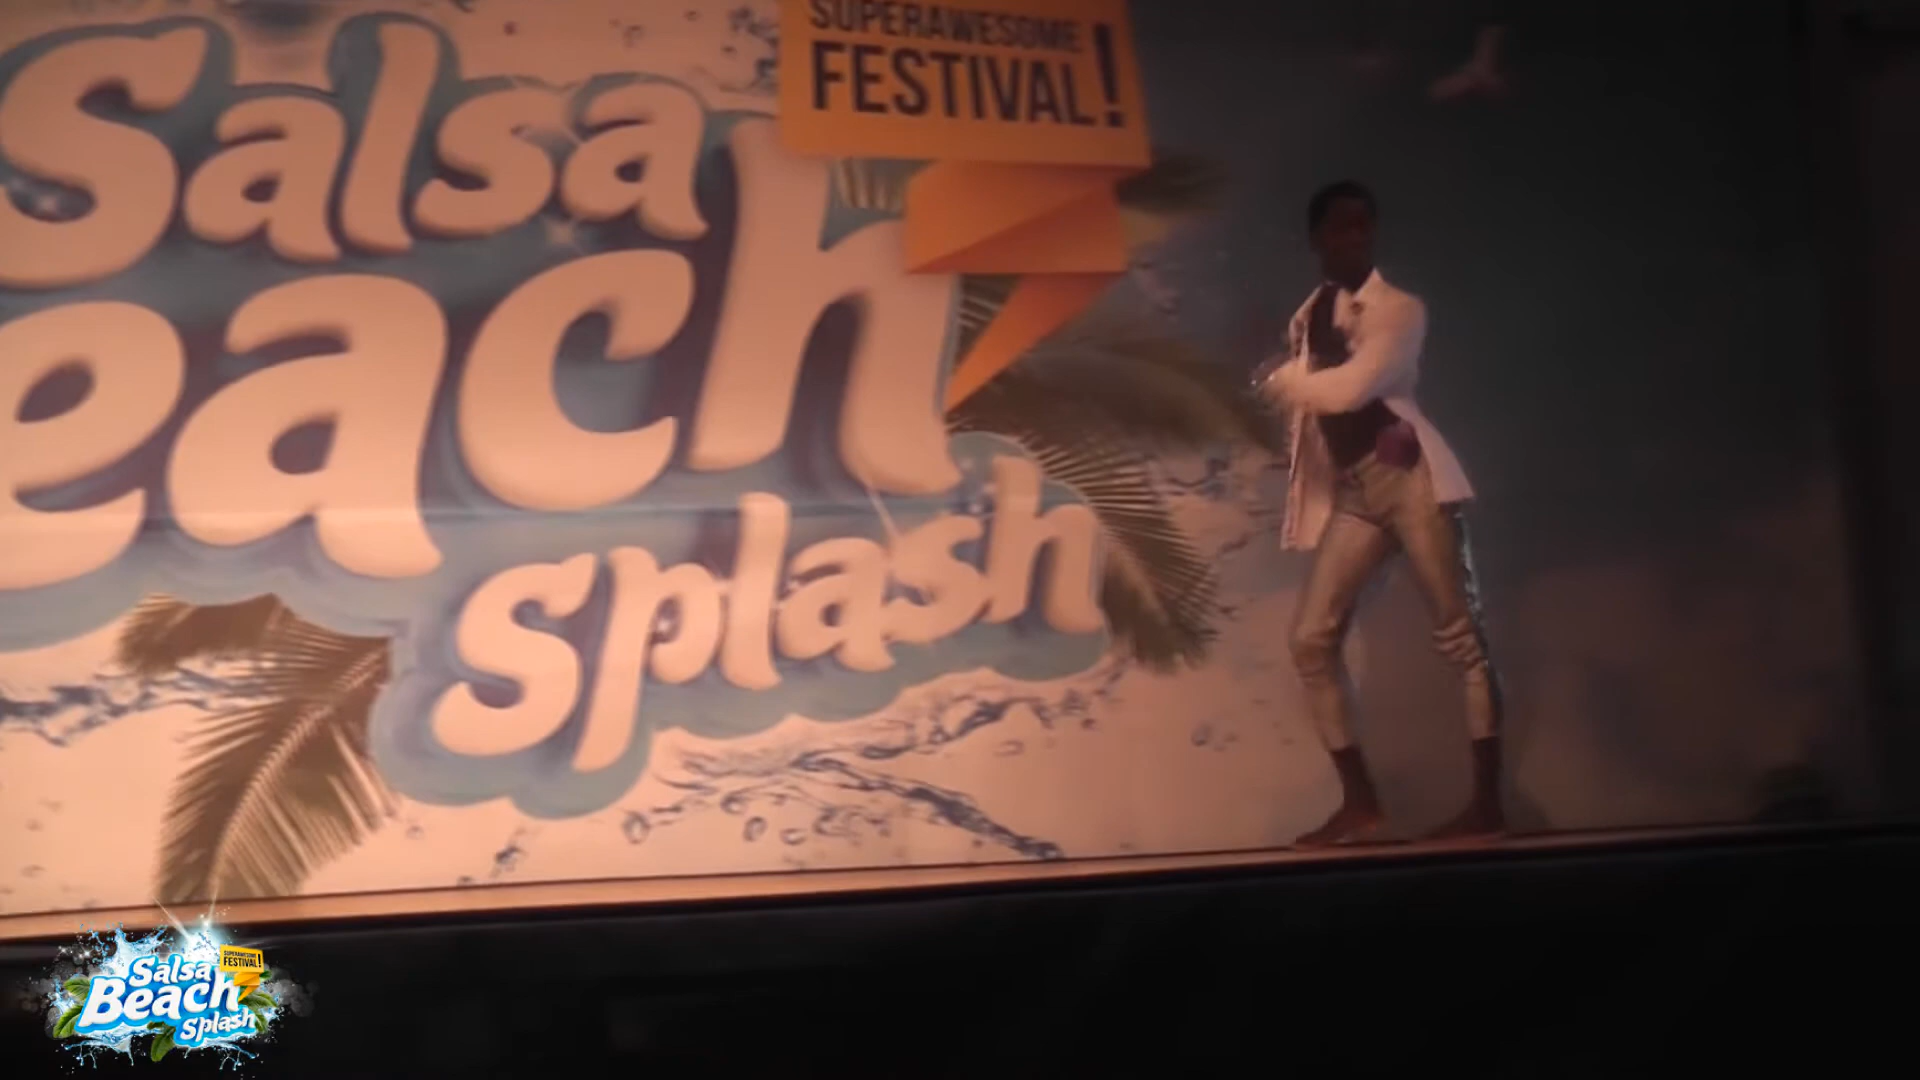 SUPERAWESOME
FESTIVAL!
Salsa
each
Splash
SUPERAWESOME
FESTIVAL!
Salsa
Beach
Splash